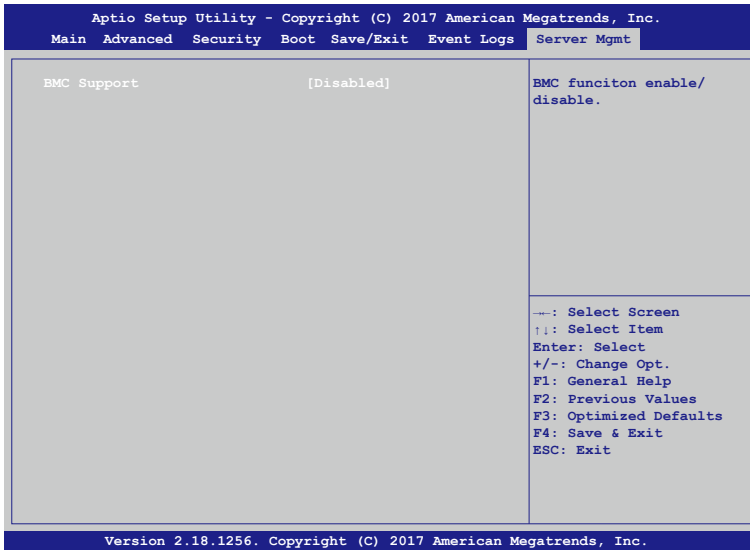 Aptio Setup Utility - Copyright (C) 2017 American Megatrends, Inc.
Main Advanced Security Boot Save/Exit Event Logs Server Mgmt
BMC Support [Disabled]
BMC funciton enable/
disable.
→←: Select Screen
↑↓: Select Item
Enter: Select
+/-: Change Opt.
F1: General Help
F2: Previous Values
F3: Optimized Defaults
F4: Save & Exit
ESC: Exit
Version 2.18.1256. Copyright (C) 2017 American Megatrends, Inc.